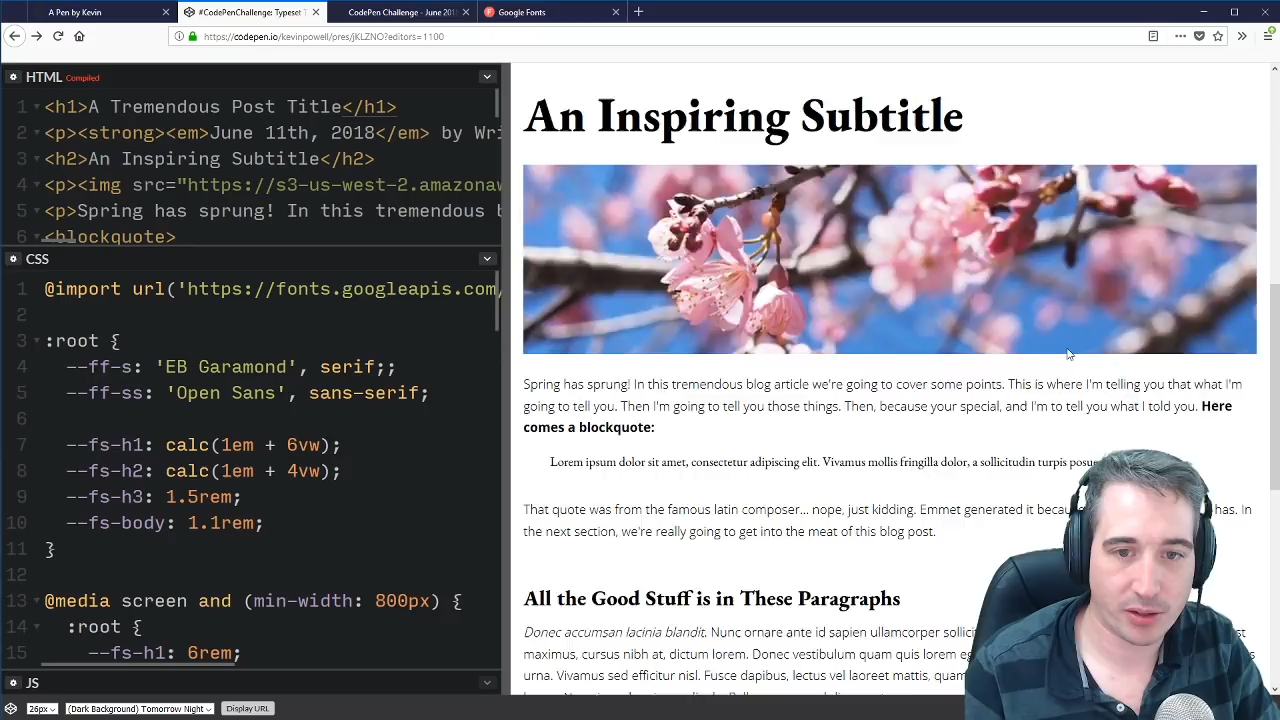 A Pen by Kevin
#CodePenChallenge: Typeset T
CodePen Challenge - June 201
Google Fonts
https://codepen.io/kevinpowell/pres/jKLZNO?editors=1100
HTML Compiled
1 <h1>A Tremendous Post Title</h1>
2 <p><strong><em>June 11th, 2018</em> by Wri
3 <h2>An Inspiring Subtitle</h2>
4 <p><img src="https://s3-us-west-2.amazonaw
5 <p>Spring has sprung! In this tremendous b
6 <blockquote>
CSS
1 @import url('https://fonts.googleapis.com/
2
3 :root {
4 --ff-s: 'EB Garamond', serif;;
5 --ff-ss: 'Open Sans', sans-serif;
6
7 --fs-h1: calc(1em + 6vw);
8 --fs-h2: calc(1em + 4vw);
9 --fs-h3: 1.5rem;
10 --fs-body: 1.1rem;
11 }
12
13 @media screen and (min-width: 800px) {
14 :root {
15 --fs-h1: 6rem;
JS
26px
(Dark Background) Tomorrow Night
Display URL
An Inspiring Subtitle
Spring has sprung! In this tremendous blog article we're going to cover some points. This is where I'm telling you that what I'm
going to tell you. Then I'm going to tell you those things. Then, because your special, and I'm to tell you what I told you. Here
comes a blockquote:
Lorem ipsum dolor sit amet, consectetur adipiscing elit. Vivamus mollis fringilla dolor, a sollicitudin turpis posu
That quote was from the famous latin composer... nope, just kidding. Emmet generated it becau has. In
the next section, we're really going to get into the meat of this blog post.
All the Good Stuff is in These Paragraphs
Donec accumsan lacinia blandit. Nunc ornare ante id sapien ullamcorper sollici
maximus, cursus nibh at, dictum lorem. Donec vestibulum quam quis lorem eg
urna. Vivamus sed efficitur nisl. Fusce dapibus, lectus vel laoreet mattis, quam